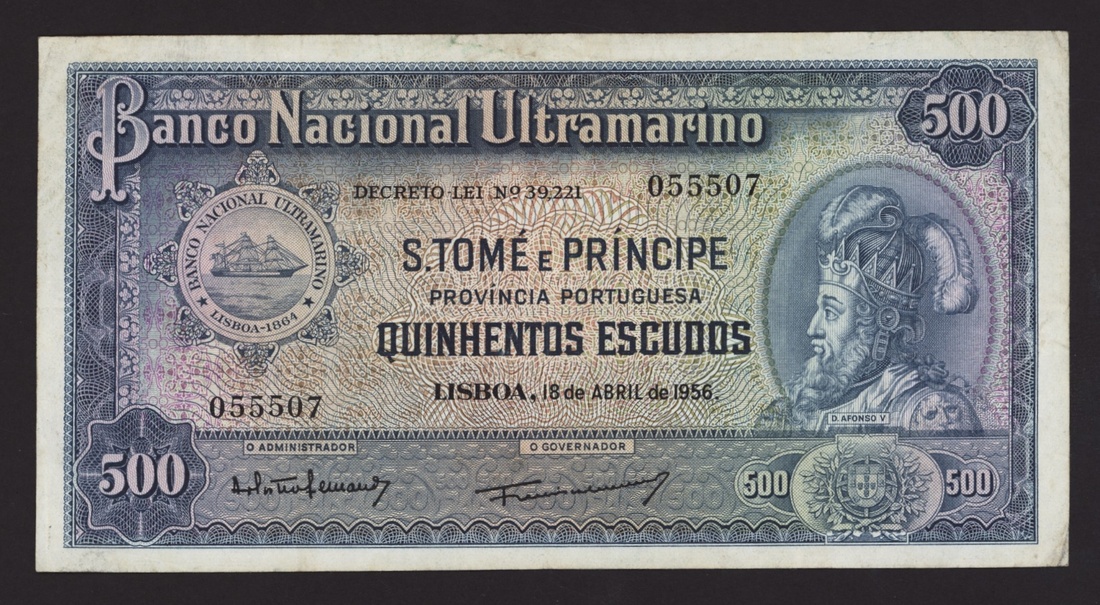 Banco Nacional Ultramarino
500
DECRETO LEI Nº 39,221
055507
BANCO NACIONAL ULTRAMARINO
LISBOA-1864
S. TOMÉ E PRÍNCIPE
PROVÍNCIA PORTUGUESA
QUINHENTOS ESCUDOS
LISBOA, 18 de ABRIL de 1956.
055507
D. AFONSO V
O ADMINISTRADOR
O GOVERNADOR
500
500
500